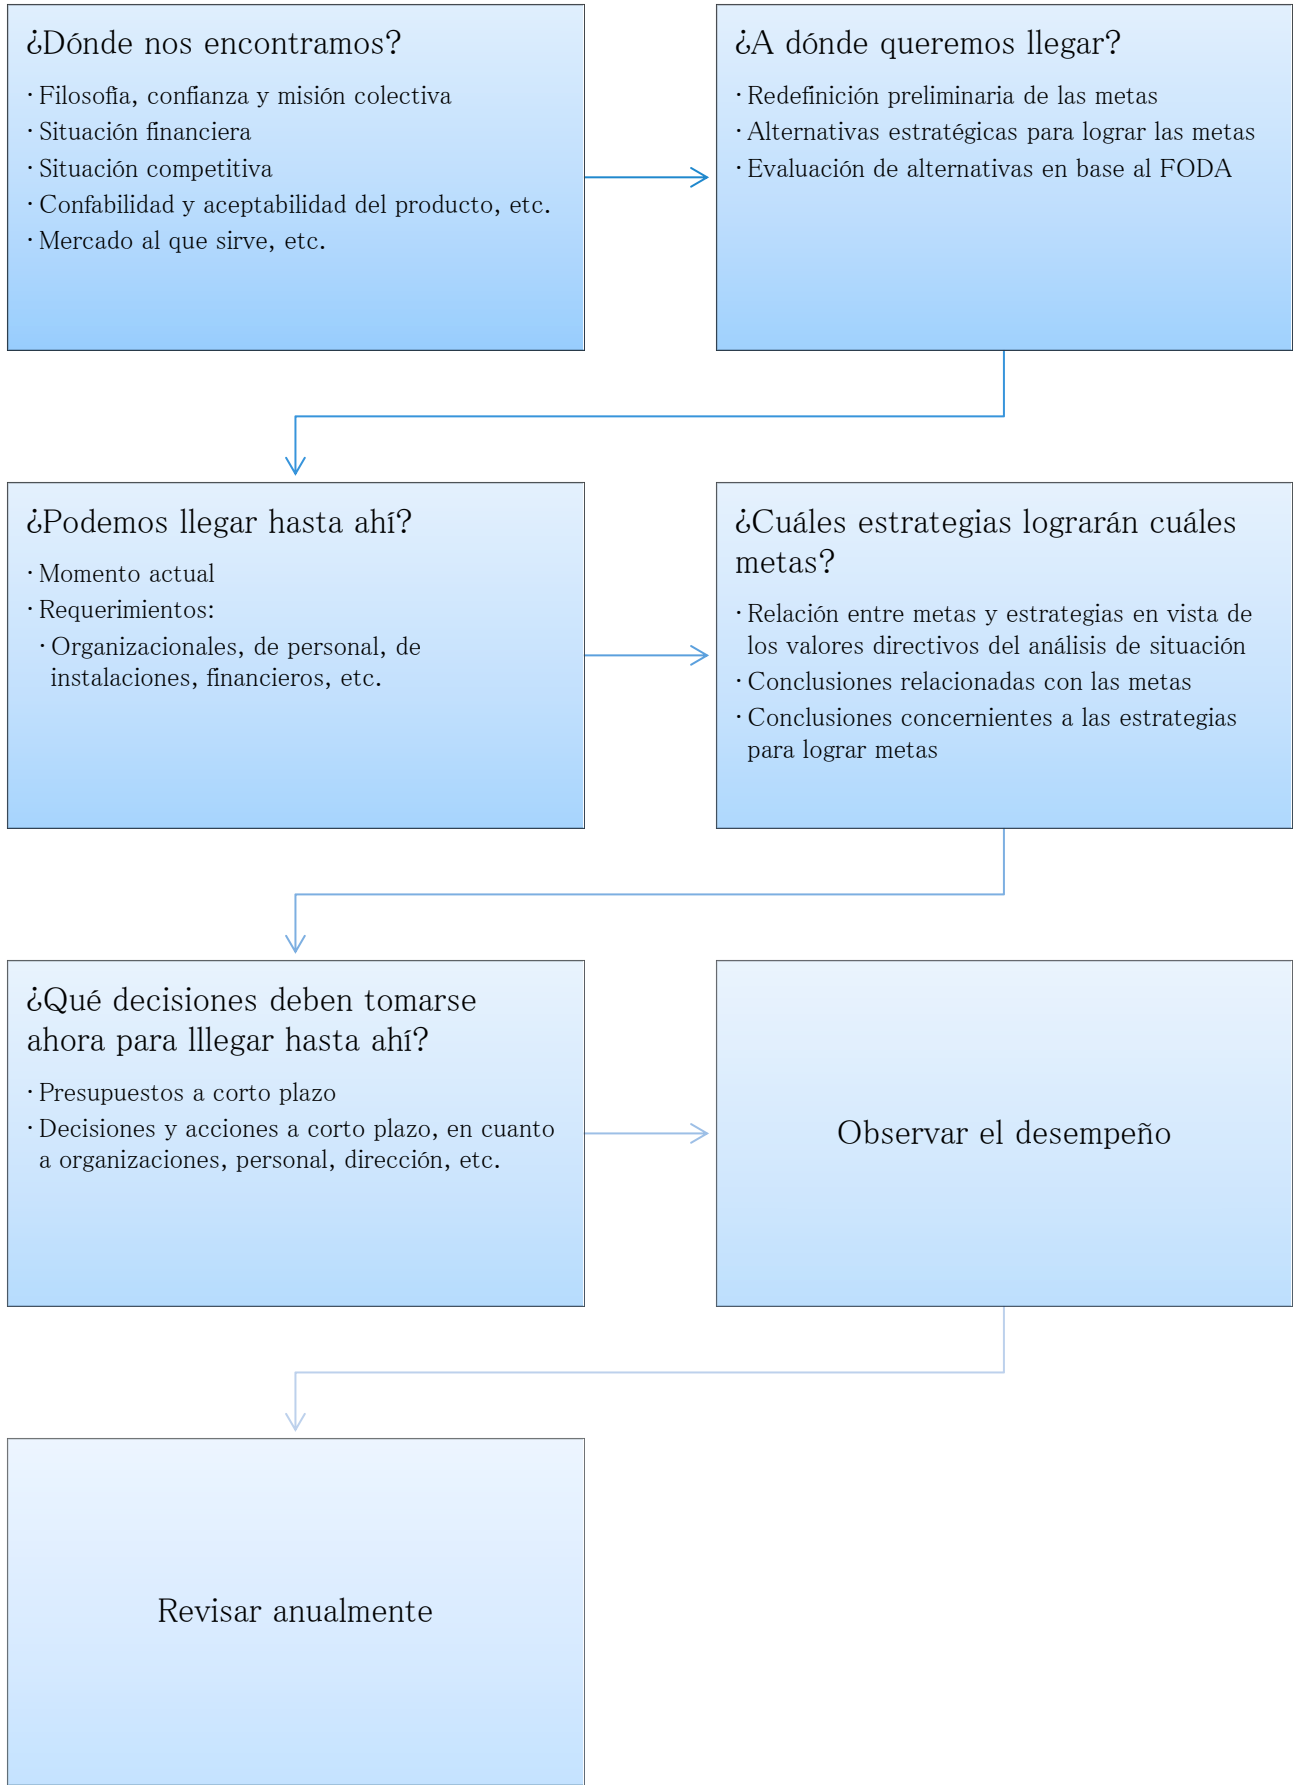 ¿Dónde nos encontramos?
· Filosofía, confianza y misión colectiva
· Situación financiera
· Situación competitiva
· Confabilidad y aceptabilidad del producto, etc.
· Mercado al que sirve, etc.
¿A dónde queremos llegar?
· Redefinición preliminaria de las metas
· Alternativas estratégicas para lograr las metas
· Evaluación de alternativas en base al FODA
¿Podemos llegar hasta ahí?
· Momento actual
· Requerimientos:
· Organizacionales, de personal, de
instalaciones, financieros, etc.
¿Cuáles estrategias lograrán cuáles
metas?
· Relación entre metas y estrategias en vista de
los valores directivos del análisis de situación
· Conclusiones relacionadas con las metas
· Conclusiones concernientes a las estrategias
para lograr metas
¿Qué decisiones deben tomarse
ahora para lllegar hasta ahí?
· Presupuestos a corto plazo
· Decisiones y acciones a corto plazo, en cuanto
a organizaciones, personal, dirección, etc.
Observar el desempeño
Revisar anualmente